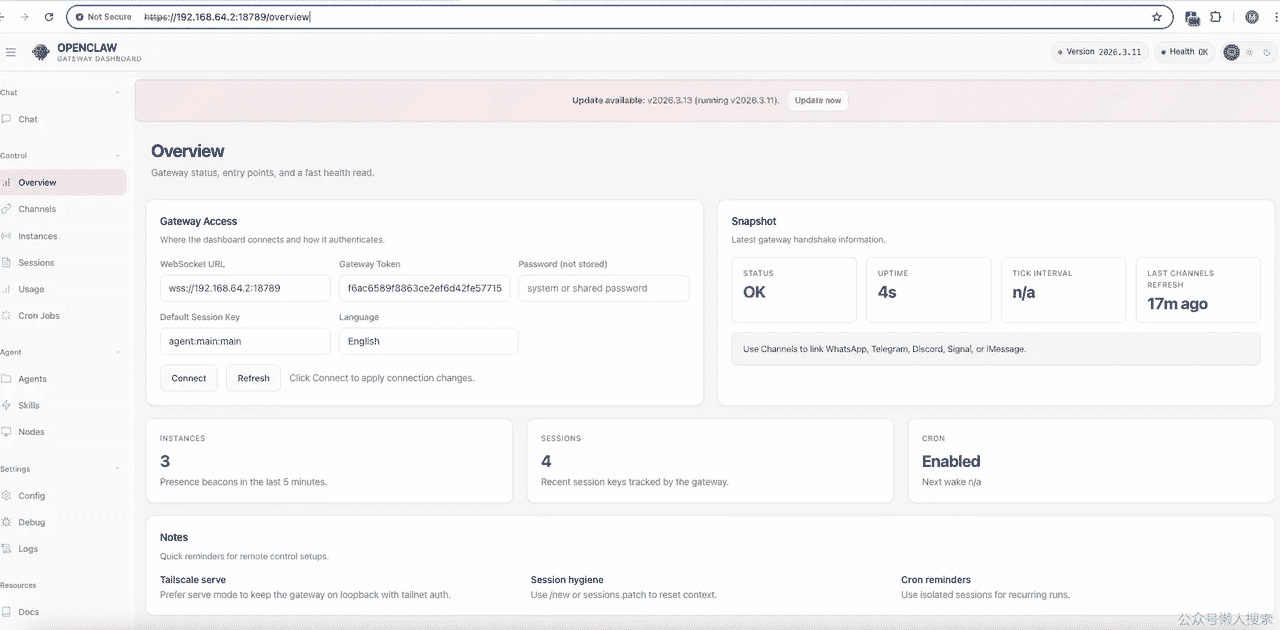 Not Secure https://192.168.64.2:18789/overview
OPENCLAW
GATEWAY DASHBOARD
Version 2026.3.11
Health OK
Chat
Chat
Control
Overview
Channels
Instances
Sessions
Usage
Cron Jobs
Agent
Agents
Skills
Nodes
Settings
Config
Debug
Logs
Resources
Docs
Update available: v2026.3.13 (running v2026.3.11). Update now
Overview
Gateway status, entry points, and a fast health read.
Gateway Access
Where the dashboard connects and how it authenticates.
WebSocket URL
wss://192.168.64.2:18789
Gateway Token
f6ac6589f8863ce2ef6d42fe57715
Password (not stored)
system or shared password
Default Session Key
agent:main:main
Language
English
Connect
Refresh
Click Connect to apply connection changes.
Snapshot
Latest gateway handshake information.
STATUS
OK
UPTIME
4s
TICK INTERVAL
n/a
LAST CHANNELS
REFRESH
17m ago
Use Channels to link WhatsApp, Telegram, Discord, Signal, or iMessage.
INSTANCES
3
Presence beacons in the last 5 minutes.
SESSIONS
4
Recent session keys tracked by the gateway.
CRON
Enabled
Next wake n/a
Notes
Quick reminders for remote control setups.
Tailscale serve
Prefer serve mode to keep the gateway on loopback with tailnet auth.
Session hygiene
Use /new or sessions.patch to reset context.
Cron reminders
Use isolated sessions for recurring runs.
公众号懒人搜索